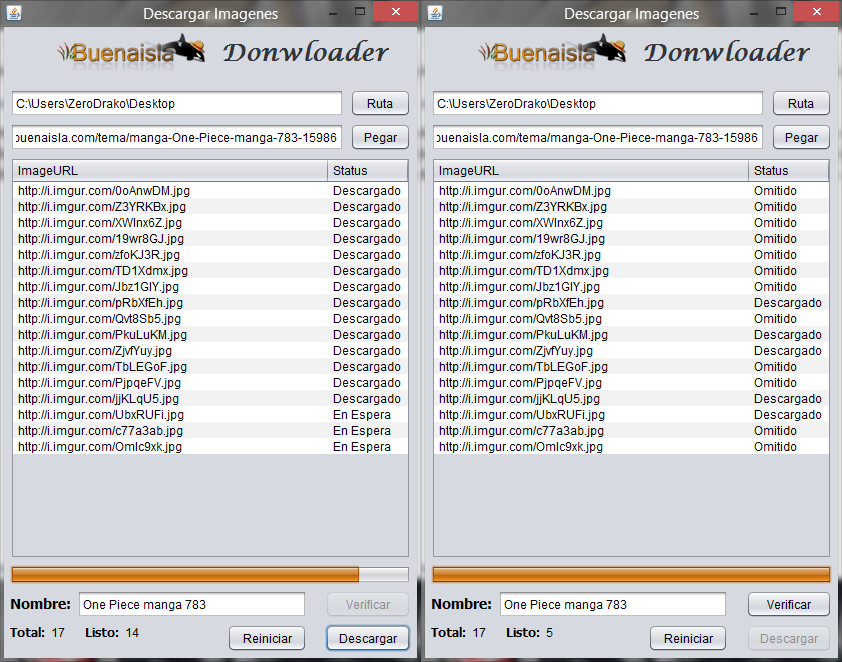 Descargar Imagenes
Buenaisla Donwloader
C:\Users\ZeroDrako\Desktop Ruta
buenaisla.com/tema/manga-One-Piece-manga-783-15986 Pegar
ImageURL Status
http://i.imgur.com/0oAnwDM.jpg Descargado
http://i.imgur.com/Z3YRKBx.jpg Descargado
http://i.imgur.com/XWlnx6Z.jpg Descargado
http://i.imgur.com/19wr8GJ.jpg Descargado
http://i.imgur.com/zfoKJ3R.jpg Descargado
http://i.imgur.com/TD1Xdmx.jpg Descargado
http://i.imgur.com/Jbz1GlY.jpg Descargado
http://i.imgur.com/pRbXfEh.jpg Descargado
http://i.imgur.com/Qvt8Sb5.jpg Descargado
http://i.imgur.com/PkuLuKM.jpg Descargado
http://i.imgur.com/ZjvfYuy.jpg Descargado
http://i.imgur.com/TbLEGoF.jpg Descargado
http://i.imgur.com/PjpqeFV.jpg Descargado
http://i.imgur.com/jjKLqU5.jpg Descargado
http://i.imgur.com/UbxRUFi.jpg En Espera
http://i.imgur.com/c77a3ab.jpg En Espera
http://i.imgur.com/OmIc9xk.jpg En Espera
Nombre: One Piece manga 783 Verificar
Total: 17 Listo: 14 Reiniciar Descargar
Descargar Imagenes
Buenaisla Donwloader
C:\Users\ZeroDrako\Desktop Ruta
buenaisla.com/tema/manga-One-Piece-manga-783-15986 Pegar
ImageURL Status
http://i.imgur.com/0oAnwDM.jpg Omitido
http://i.imgur.com/Z3YRKBx.jpg Omitido
http://i.imgur.com/XWlnx6Z.jpg Omitido
http://i.imgur.com/19wr8GJ.jpg Omitido
http://i.imgur.com/zfoKJ3R.jpg Omitido
http://i.imgur.com/TD1Xdmx.jpg Omitido
http://i.imgur.com/Jbz1GlY.jpg Omitido
http://i.imgur.com/pRbXfEh.jpg Descargado
http://i.imgur.com/Qvt8Sb5.jpg Omitido
http://i.imgur.com/PkuLuKM.jpg Descargado
http://i.imgur.com/ZjvfYuy.jpg Descargado
http://i.imgur.com/TbLEGoF.jpg Omitido
http://i.imgur.com/PjpqeFV.jpg Omitido
http://i.imgur.com/jjKLqU5.jpg Descargado
http://i.imgur.com/UbxRUFi.jpg Descargado
http://i.imgur.com/c77a3ab.jpg Omitido
http://i.imgur.com/OmIc9xk.jpg Omitido
Nombre: One Piece manga 783 Verificar
Total: 17 Listo: 5 Reiniciar Descargar